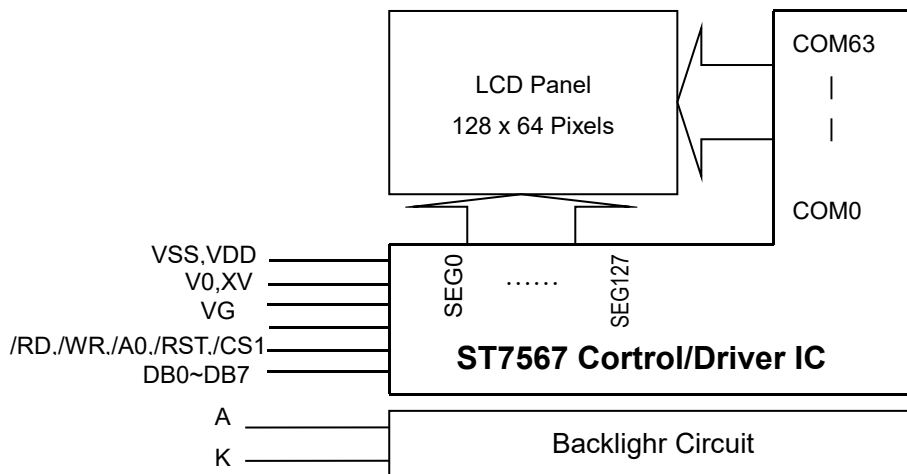 COM63
LCD Panel
128 x 64 Pixels
COM0
VSS,VDD
V0,XV
VG
/RD,/WR,/A0,/RST,/CS1
DB0~DB7
SEG0
......
SEG127
ST7567 Cortrol/Driver IC
A
K
Backlighr Circuit